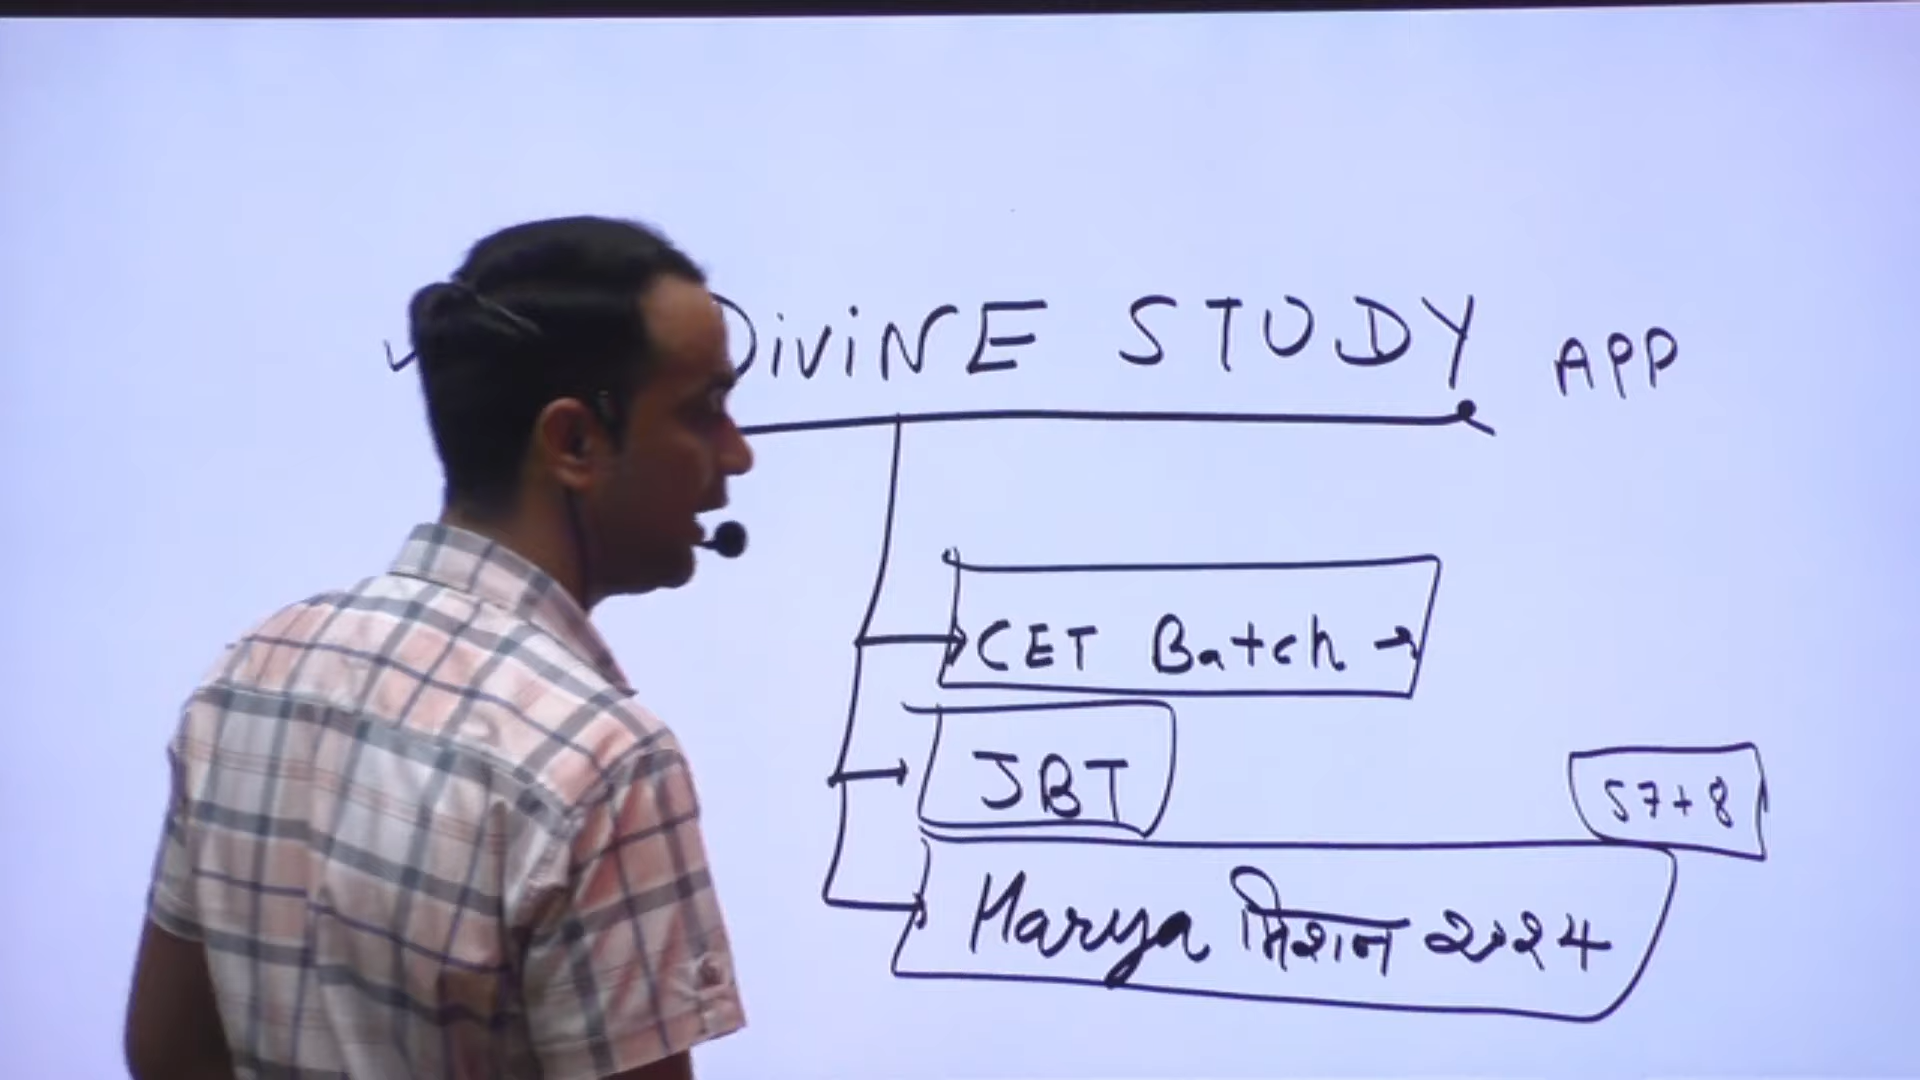 DiViNE STUDY APP
CET Batch →
JBT
57+8
Harya मिशन 2024